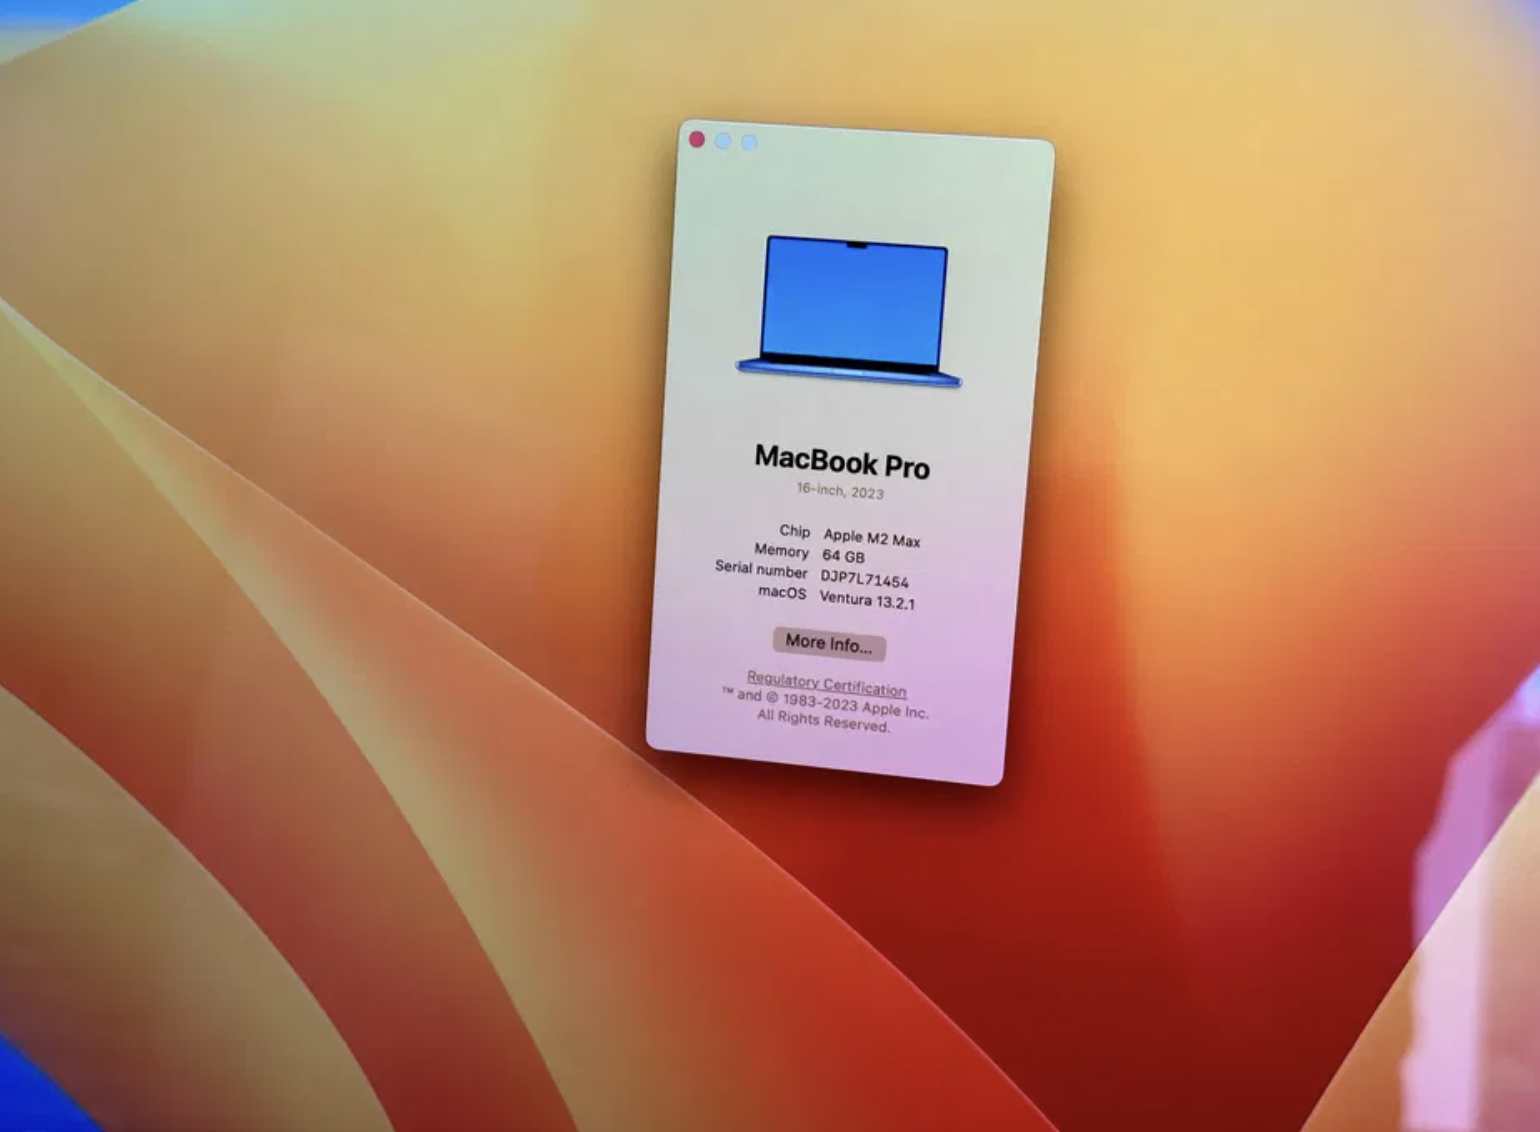 MacBook Pro
16-inch, 2023
Chip Apple M2 Max
Memory 64 GB
Serial number DJP7L71454
macOS Ventura 13.2.1
More Info...
Regulatory Certification
™ and © 1983-2023 Apple Inc.
All Rights Reserved.